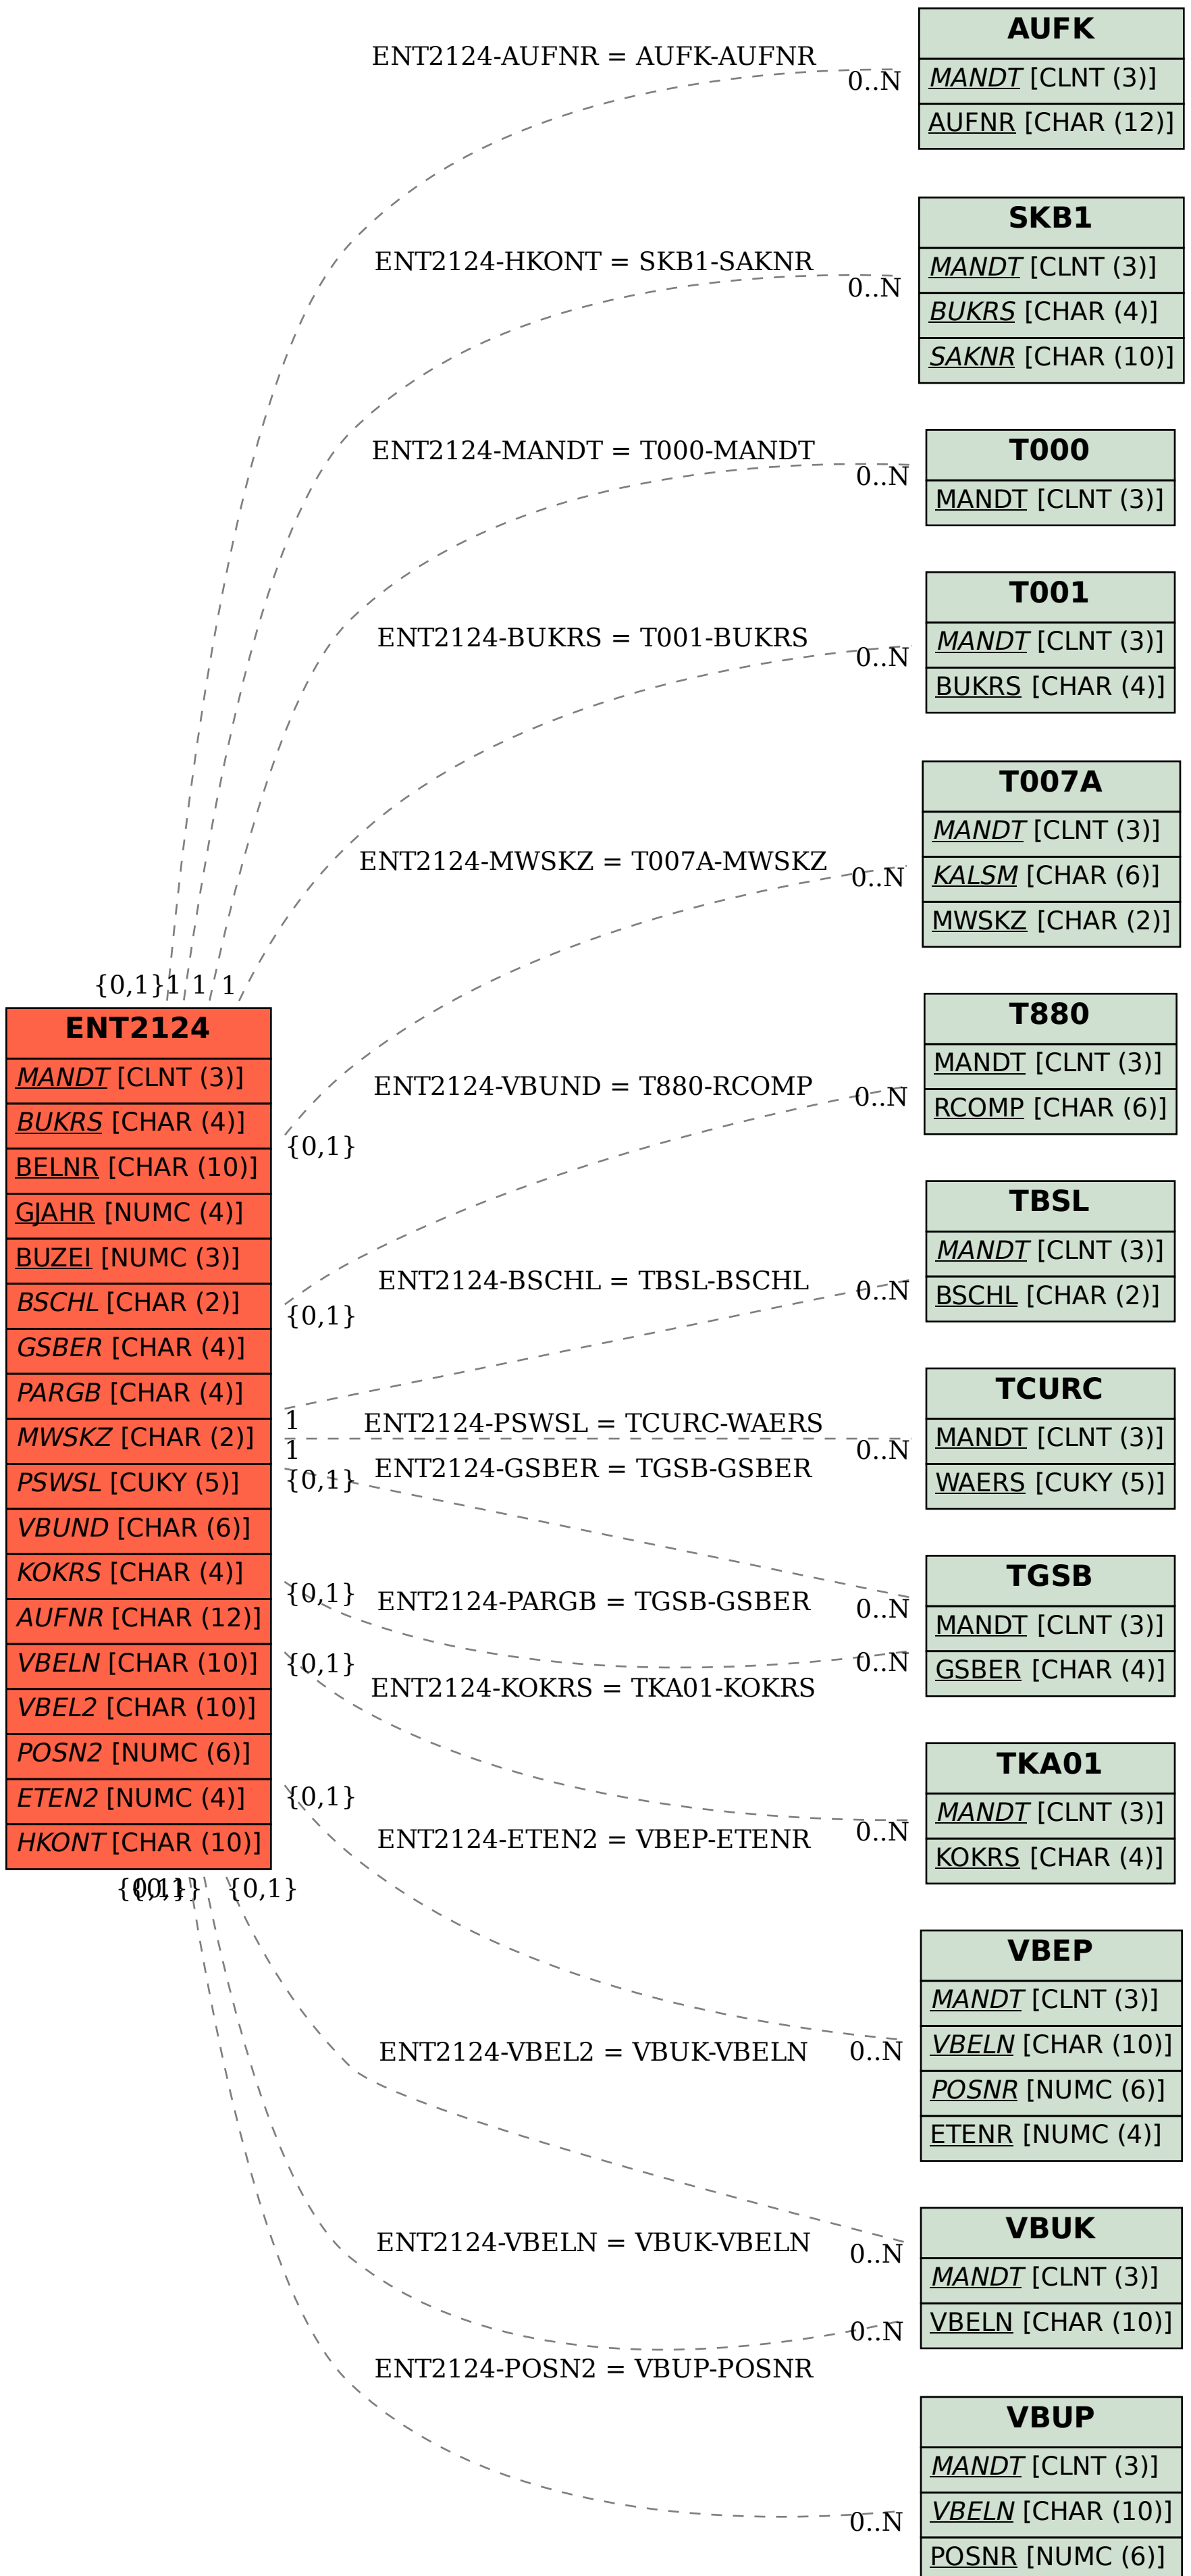 AUFK
MANDT [CLNT (3)]
AUFNR [CHAR (12)]
ENT2124-AUFNR = AUFK-AUFNR
0..N
SKB1
MANDT [CLNT (3)]
BUKRS [CHAR (4)]
SAKNR [CHAR (10)]
ENT2124-HKONT = SKB1-SAKNR
0..N
T000
MANDT [CLNT (3)]
ENT2124-MANDT = T000-MANDT
0..N
T001
MANDT [CLNT (3)]
BUKRS [CHAR (4)]
ENT2124-BUKRS = T001-BUKRS
0..N
T007A
MANDT [CLNT (3)]
KALSM [CHAR (6)]
MWSKZ [CHAR (2)]
ENT2124-MWSKZ = T007A-MWSKZ
0..N
{0,1}
1
1
1
ENT2124
MANDT [CLNT (3)]
BUKRS [CHAR (4)]
BELNR [CHAR (10)]
GJAHR [NUMC (4)]
BUZEI [NUMC (3)]
BSCHL [CHAR (2)]
GSBER [CHAR (4)]
PARGB [CHAR (4)]
MWSKZ [CHAR (2)]
PSWSL [CUKY (5)]
VBUND [CHAR (6)]
KOKRS [CHAR (4)]
AUFNR [CHAR (12)]
VBELN [CHAR (10)]
VBEL2 [CHAR (10)]
POSN2 [NUMC (6)]
ETEN2 [NUMC (4)]
HKONT [CHAR (10)]
{0,1}
T880
MANDT [CLNT (3)]
RCOMP [CHAR (6)]
ENT2124-VBUND = T880-RCOMP
0..N
{0,1}
TBSL
MANDT [CLNT (3)]
BSCHL [CHAR (2)]
ENT2124-BSCHL = TBSL-BSCHL
0..N
1
TCURC
MANDT [CLNT (3)]
WAERS [CUKY (5)]
ENT2124-PSWSL = TCURC-WAERS
0..N
1
ENT2124-GSBER = TGSB-GSBER
{0,1}
TGSB
MANDT [CLNT (3)]
GSBER [CHAR (4)]
0..N
{0,1}
ENT2124-PARGB = TGSB-GSBER
0..N
{0,1}
ENT2124-KOKRS = TKA01-KOKRS
TKA01
MANDT [CLNT (3)]
KOKRS [CHAR (4)]
0..N
{0,1}
ENT2124-ETEN2 = VBEP-ETENR
{0,1}
{0,1}
{0,1}
VBEP
MANDT [CLNT (3)]
VBELN [CHAR (10)]
POSNR [NUMC (6)]
ETENR [NUMC (4)]
0..N
ENT2124-VBEL2 = VBUK-VBELN
VBUK
MANDT [CLNT (3)]
VBELN [CHAR (10)]
0..N
ENT2124-VBELN = VBUK-VBELN
0..N
ENT2124-POSN2 = VBUP-POSNR
VBUP
MANDT [CLNT (3)]
VBELN [CHAR (10)]
POSNR [NUMC (6)]
0..N